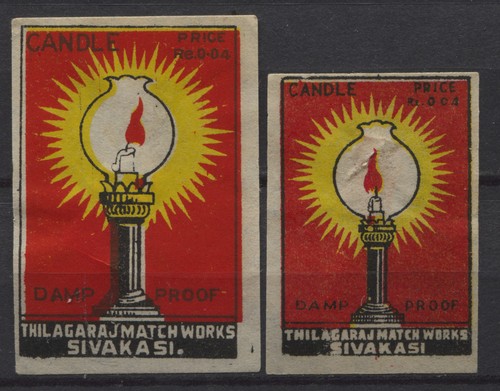 CANDLE PRICE
Re.0-04
DAMP PROOF
THILAGARAJ MATCH WORKS
SIVAKASI.
CANDLE PRICE
Re.0-04
DAMP PROOF
THILAGARAJ MATCH WORKS
SIVAKASI